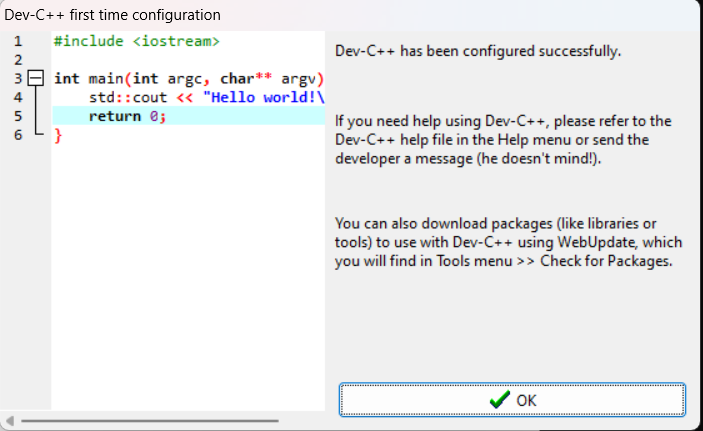 Dev-C++ first time configuration
1 #include <iostream>
2
3 int main(int argc, char** argv)
4 std::cout << "Hello world!\
5 return 0;
6 }
Dev-C++ has been configured successfully.
If you need help using Dev-C++, please refer to the
Dev-C++ help file in the Help menu or send the
developer a message (he doesn't mind!).
You can also download packages (like libraries or
tools) to use with Dev-C++ using WebUpdate, which
you will find in Tools menu >> Check for Packages.
OK